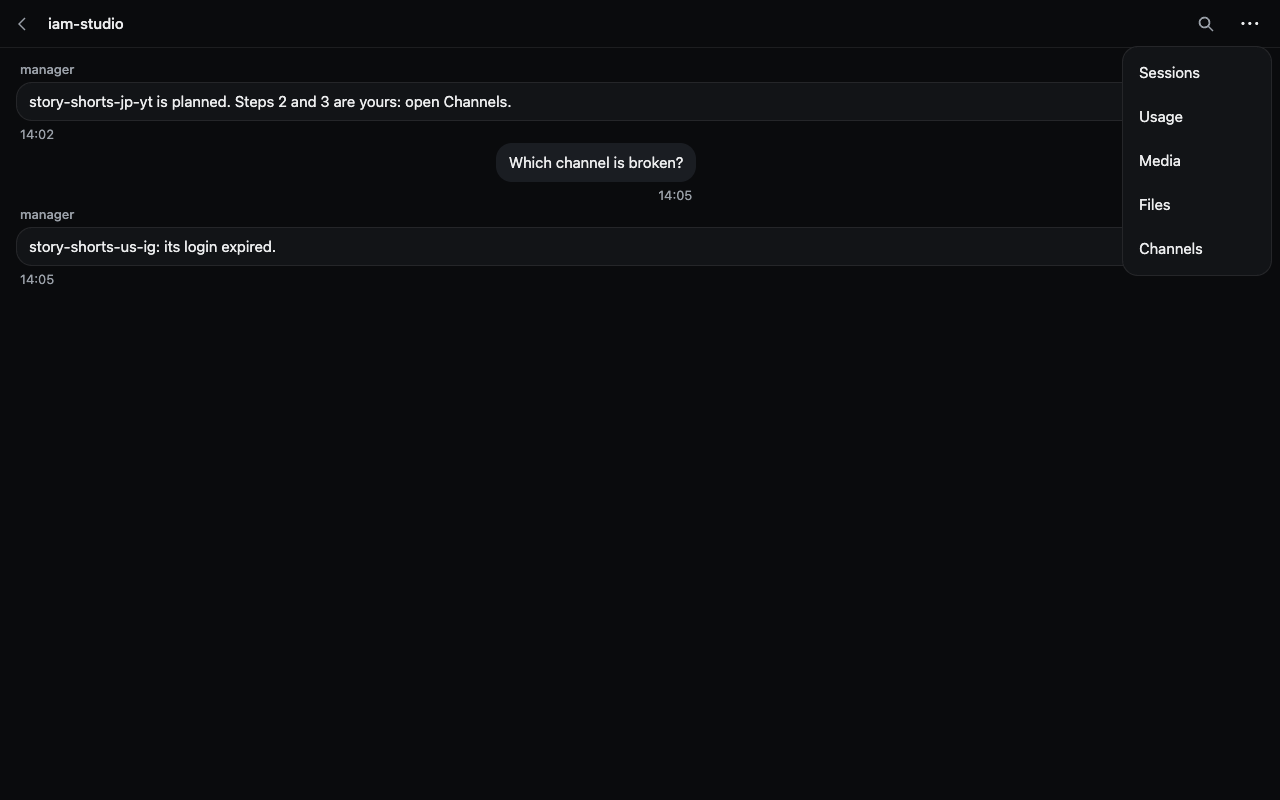 iam-studio
manager
story-shorts-jp-yt is planned. Steps 2 and 3 are yours: open Channels.
14:02
Which channel is broken?
14:05
manager
story-shorts-us-ig: its login expired.
14:05
Sessions
Usage
Media
Files
Channels